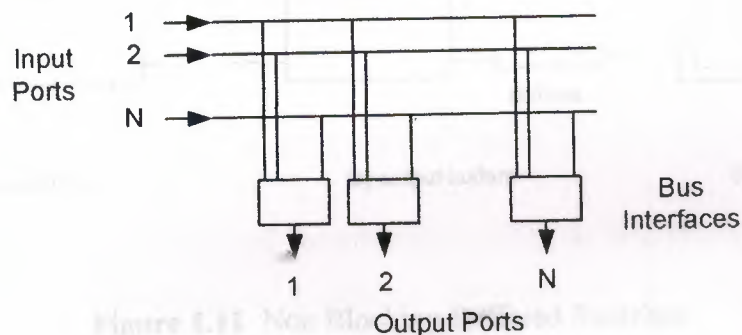 1
Input
Ports
2
N
Bus
Interfaces
1 2 N
Output Ports